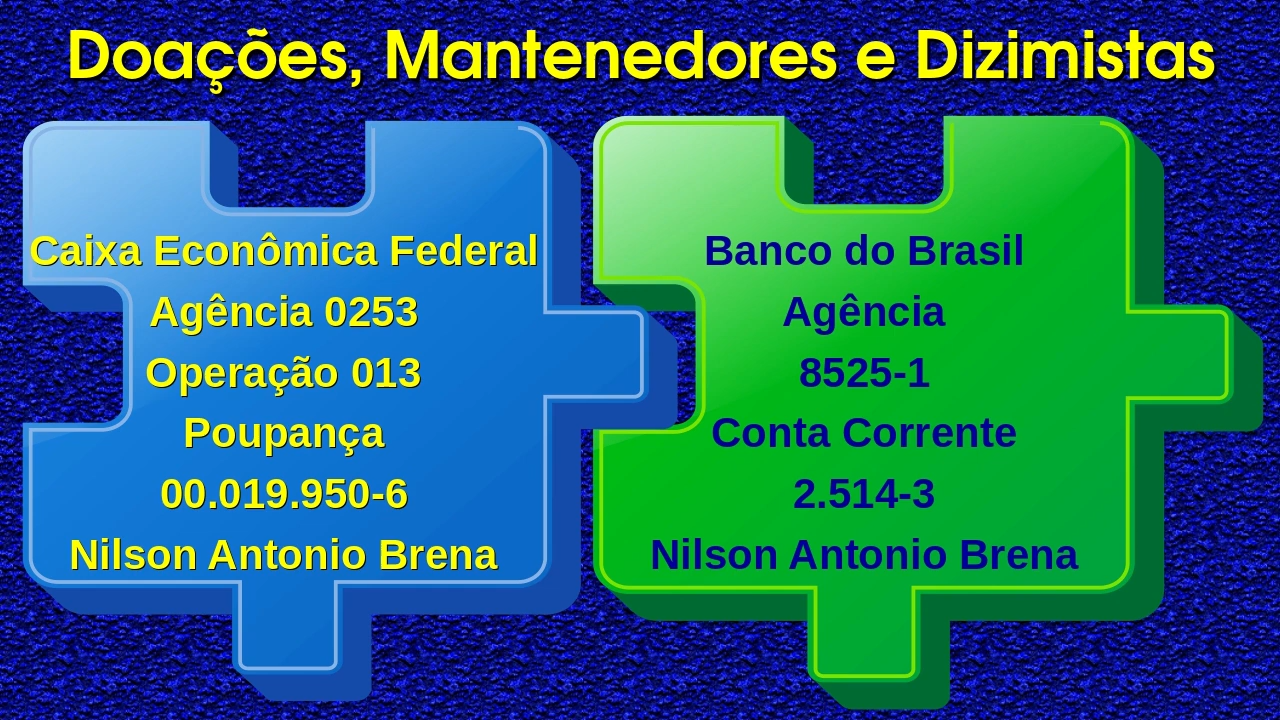 Doações, Mantenedores e Dizimistas
Caixa Econômica Federal
Agência 0253
Operação 013
Poupança
00.019.950-6
Nilson Antonio Brena
Banco do Brasil
Agência
8525-1
Conta Corrente
2.514-3
Nilson Antonio Brena